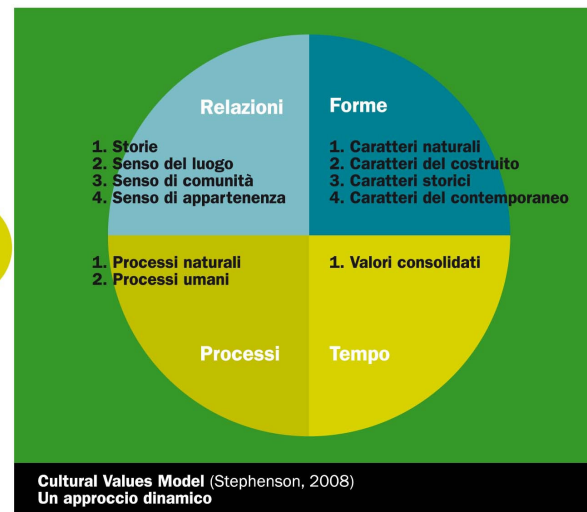 Relazioni
1. Storie
2. Senso del luogo
3. Senso di comunità
4. Senso di appartenenza
Forme
1. Caratteri naturali
2. Caratteri del costruito
3. Caratteri storici
4. Caratteri del contemporaneo
1. Processi naturali
2. Processi umani
Processi
1. Valori consolidati
Tempo
Cultural Values Model (Stephenson, 2008)
Un approccio dinamico